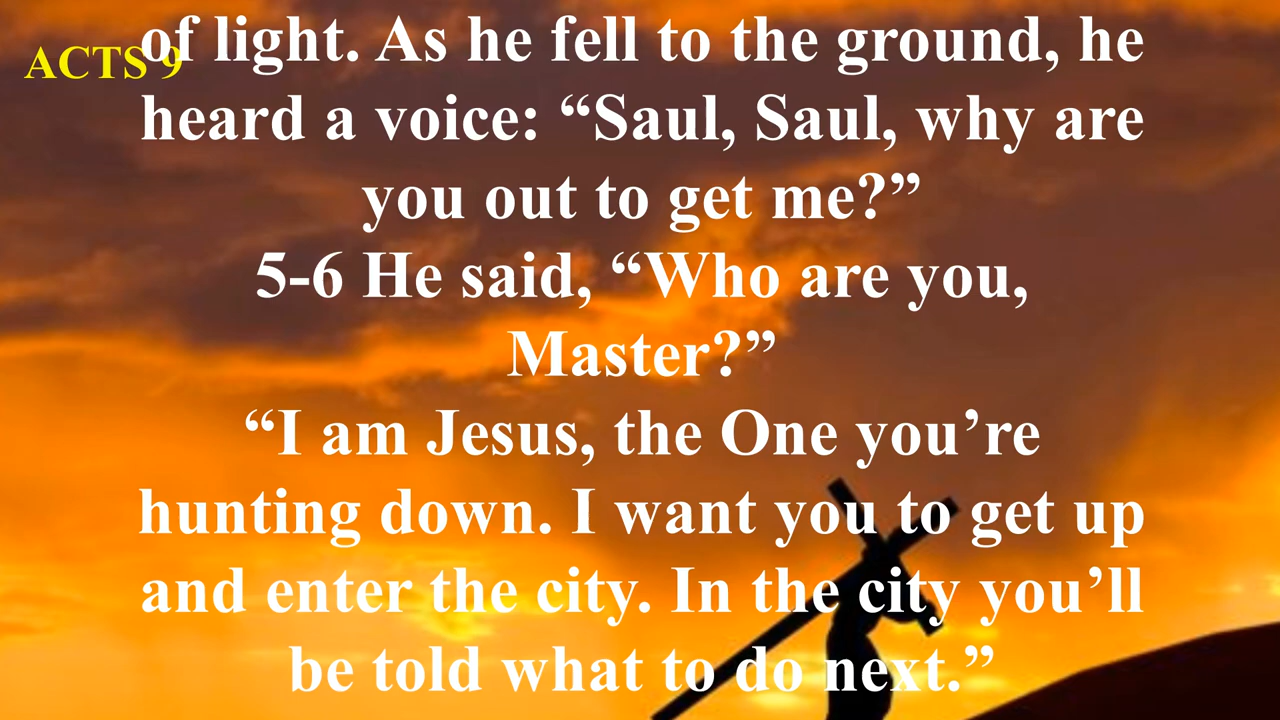 ACTS 9
of light. As he fell to the ground, he
heard a voice: “Saul, Saul, why are
you out to get me?”
5-6 He said, “Who are you,
Master?”
“I am Jesus, the One you’re
hunting down. I want you to get up
and enter the city. In the city you’ll
be told what to do next.”